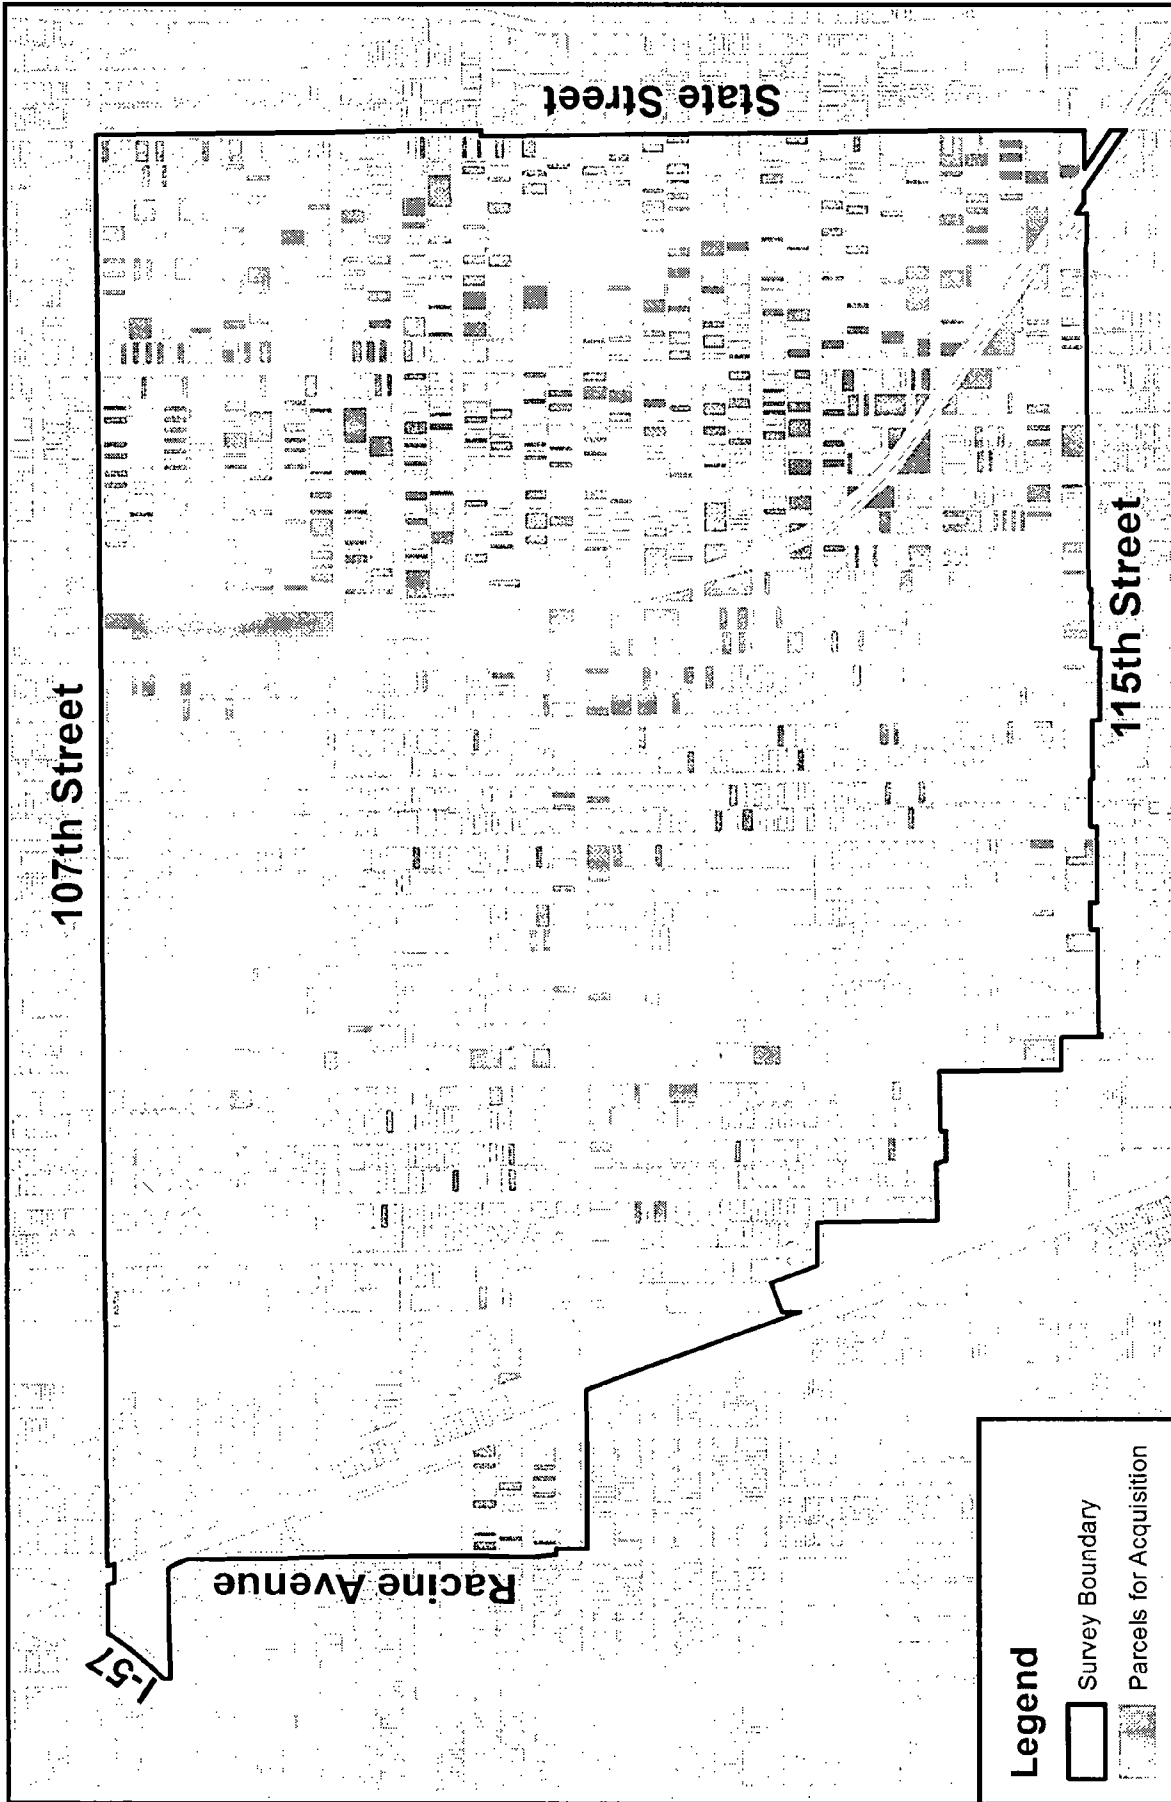 107th Street
State Street
115th Street
Racine Avenue
I-57
Legend
Survey Boundary
Parcels for Acquisition